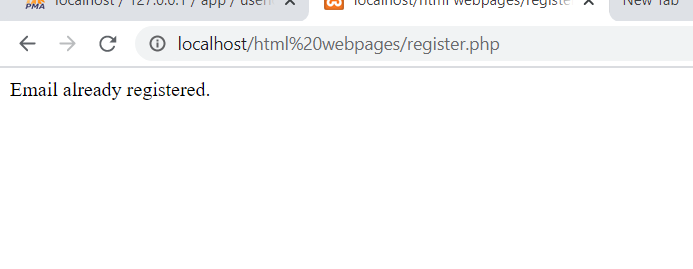 PMA localhost / 127.0.0.1 / app / user localhost/html webpages/registe New Tab
localhost/html%20webpages/register.php
Email already registered.